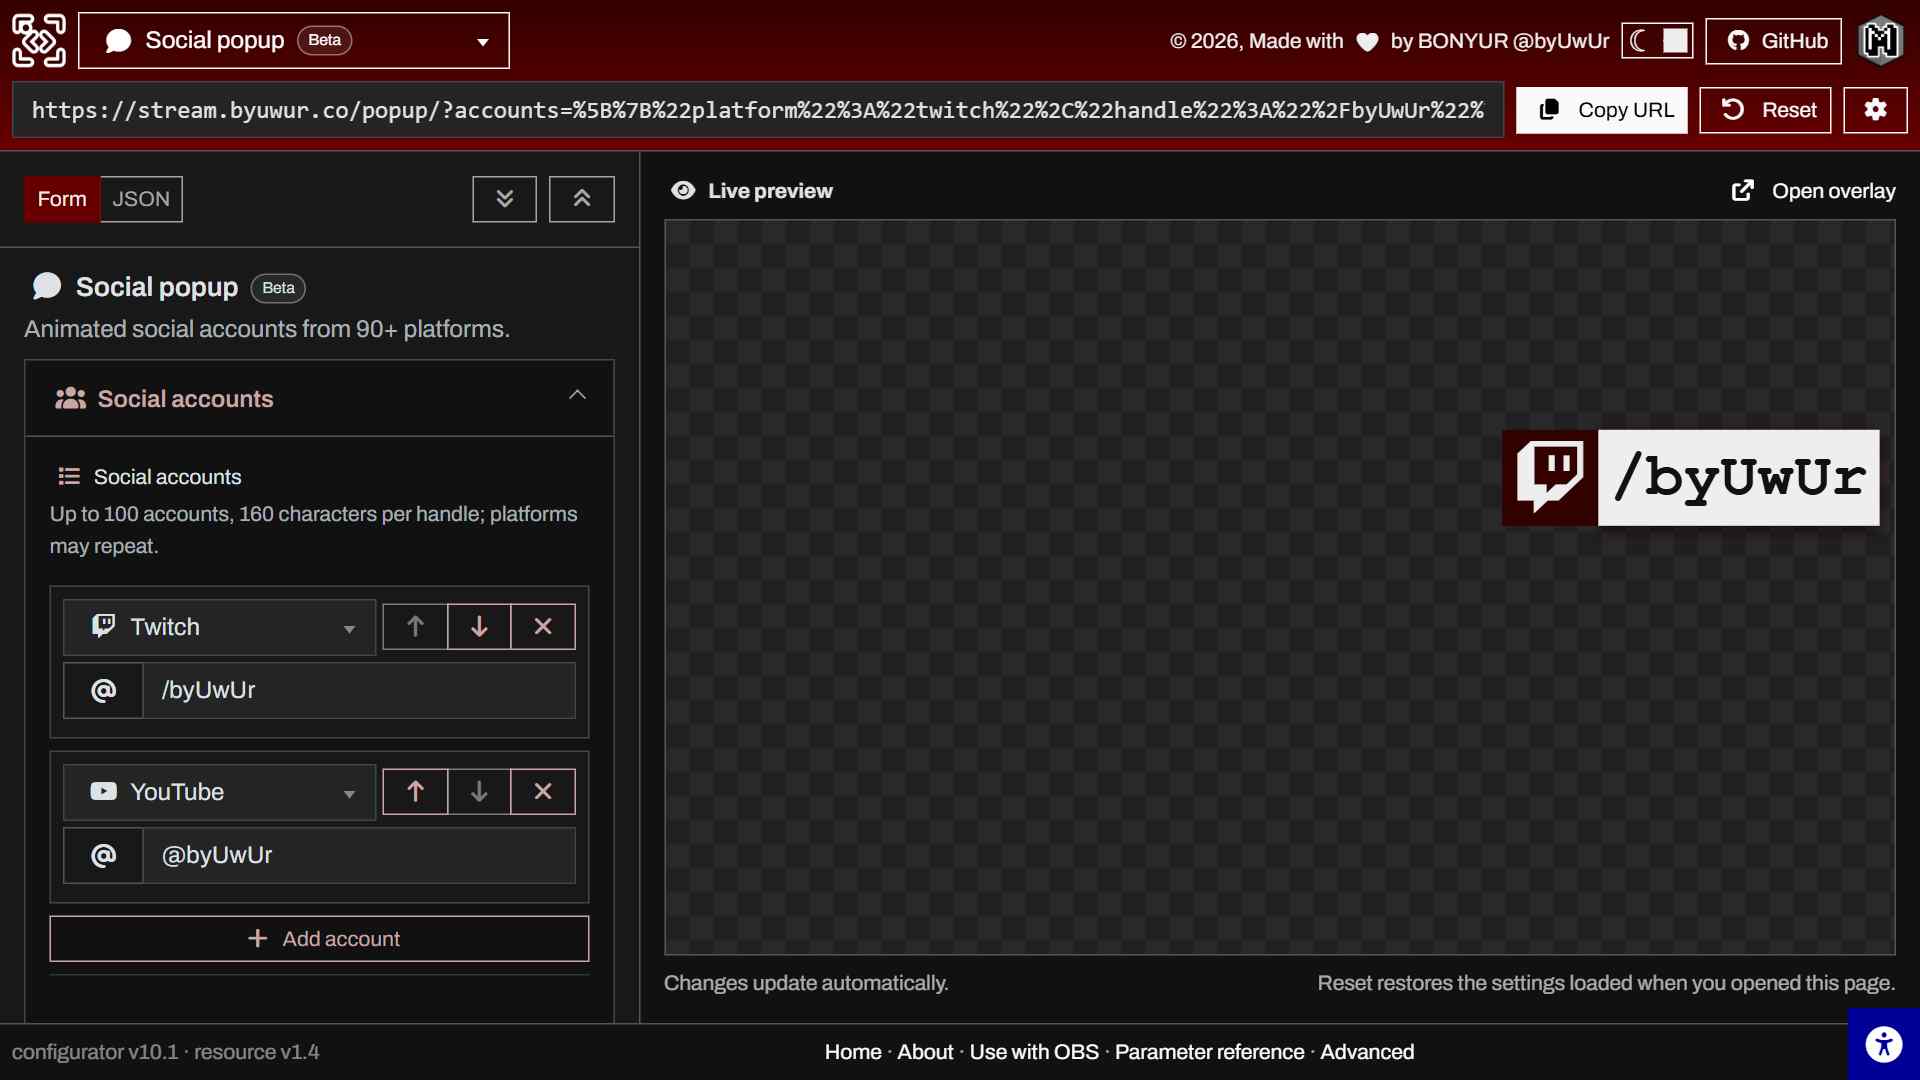 Social popup Beta
© 2026, Made with by BONYUR @byUwUr
GitHub
https://stream.byuwur.co/popup/?accounts=%5B%7B%22platform%22%3A%22twitch%22%2C%22handle%22%3A%22%2FbyUwUr%22%
Copy URL
Reset
Form JSON
Live preview
Open overlay
Social popup Beta
Animated social accounts from 90+ platforms.
Social accounts
Social accounts
Up to 100 accounts, 160 characters per handle; platforms
may repeat.
Twitch
@ /byUwUr
YouTube
@ @byUwUr
Add account
/byUwUr
Changes update automatically.
Reset restores the settings loaded when you opened this page.
configurator v10.1 · resource v1.4
Home · About · Use with OBS · Parameter reference · Advanced